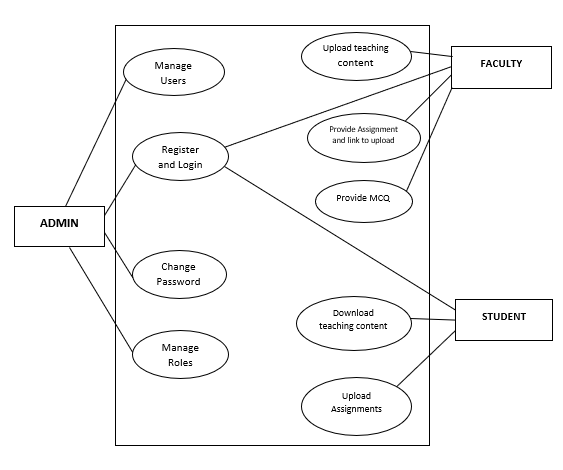 Manage
Users
Upload teaching
content
FACULTY
Register
and Login
Provide Assignment
and link to upload
Provide MCQ
ADMIN
Change
Password
Download
teaching content
STUDENT
Manage
Roles
Upload
Assignments